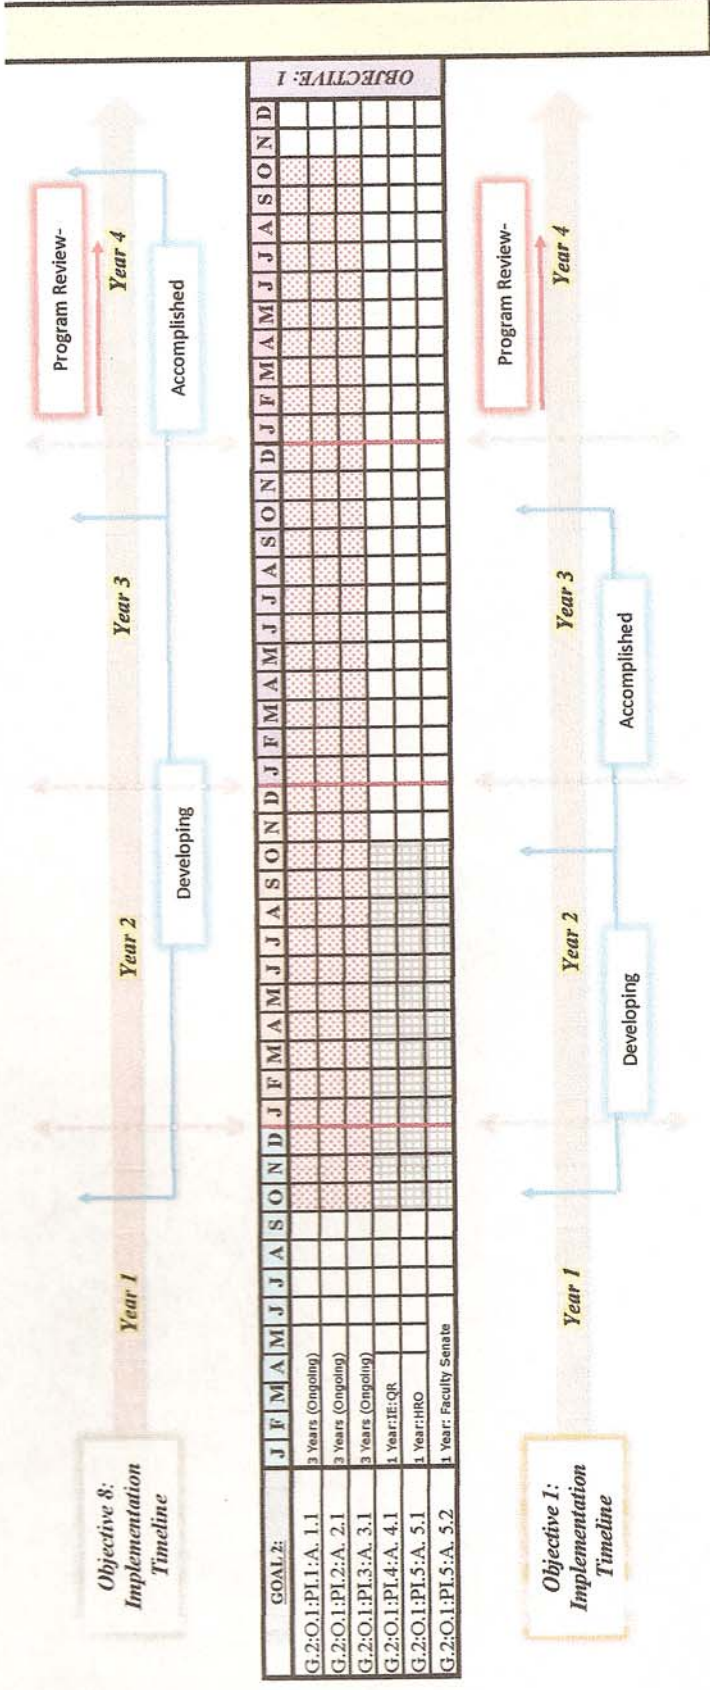 Program Review-
Objective 8:
Implementation
Timeline
Year 1
Year 2
Year 3
Year 4
Developing
Accomplished
GOAL 2:
J F M A M J J A S O N D J F M A M J J A S O N D J F M A M J J A S O N D J F M A M J J A S O N D
G.2:O.1:PI.1:A. 1.1 3 Years (Ongoing)
G.2:O.1:PI.2:A. 2.1 3 Years (Ongoing)
G.2:O.1:PI.3:A. 3.1 3 Years (Ongoing)
G.2:O.1:PI.4:A. 4.1 1 Year:IE:QR
G.2:O.1:PI.5:A. 5.1 1 Year:HRO
G.2:O.1:PI.5:A. 5.2 1 Year: Faculty Senate
OBJECTIVE: 1
Program Review-
Objective 1:
Implementation
Timeline
Year 1
Year 2
Year 3
Year 4
Developing
Accomplished